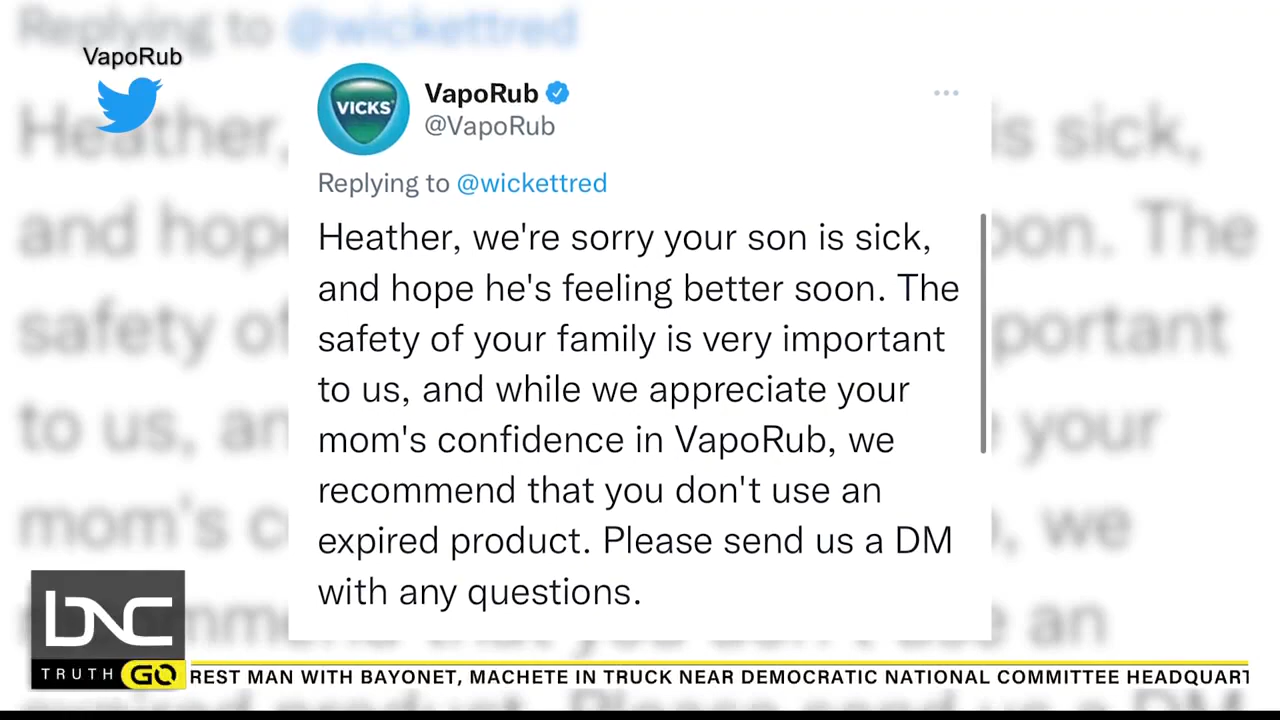 VapoRub
VICKS
VapoRub
@VapoRub
Replying to @wickettred
Heather, we're sorry your son is sick,
and hope he's feeling better soon. The
safety of your family is very important
to us, and while we appreciate your
mom's confidence in VapoRub, we
recommend that you don't use an
expired product. Please send us a DM
with any questions.
BNC
TRUTH GO
REST MAN WITH BAYONET, MACHETE IN TRUCK NEAR DEMOCRATIC NATIONAL COMMITTEE HEADQUART